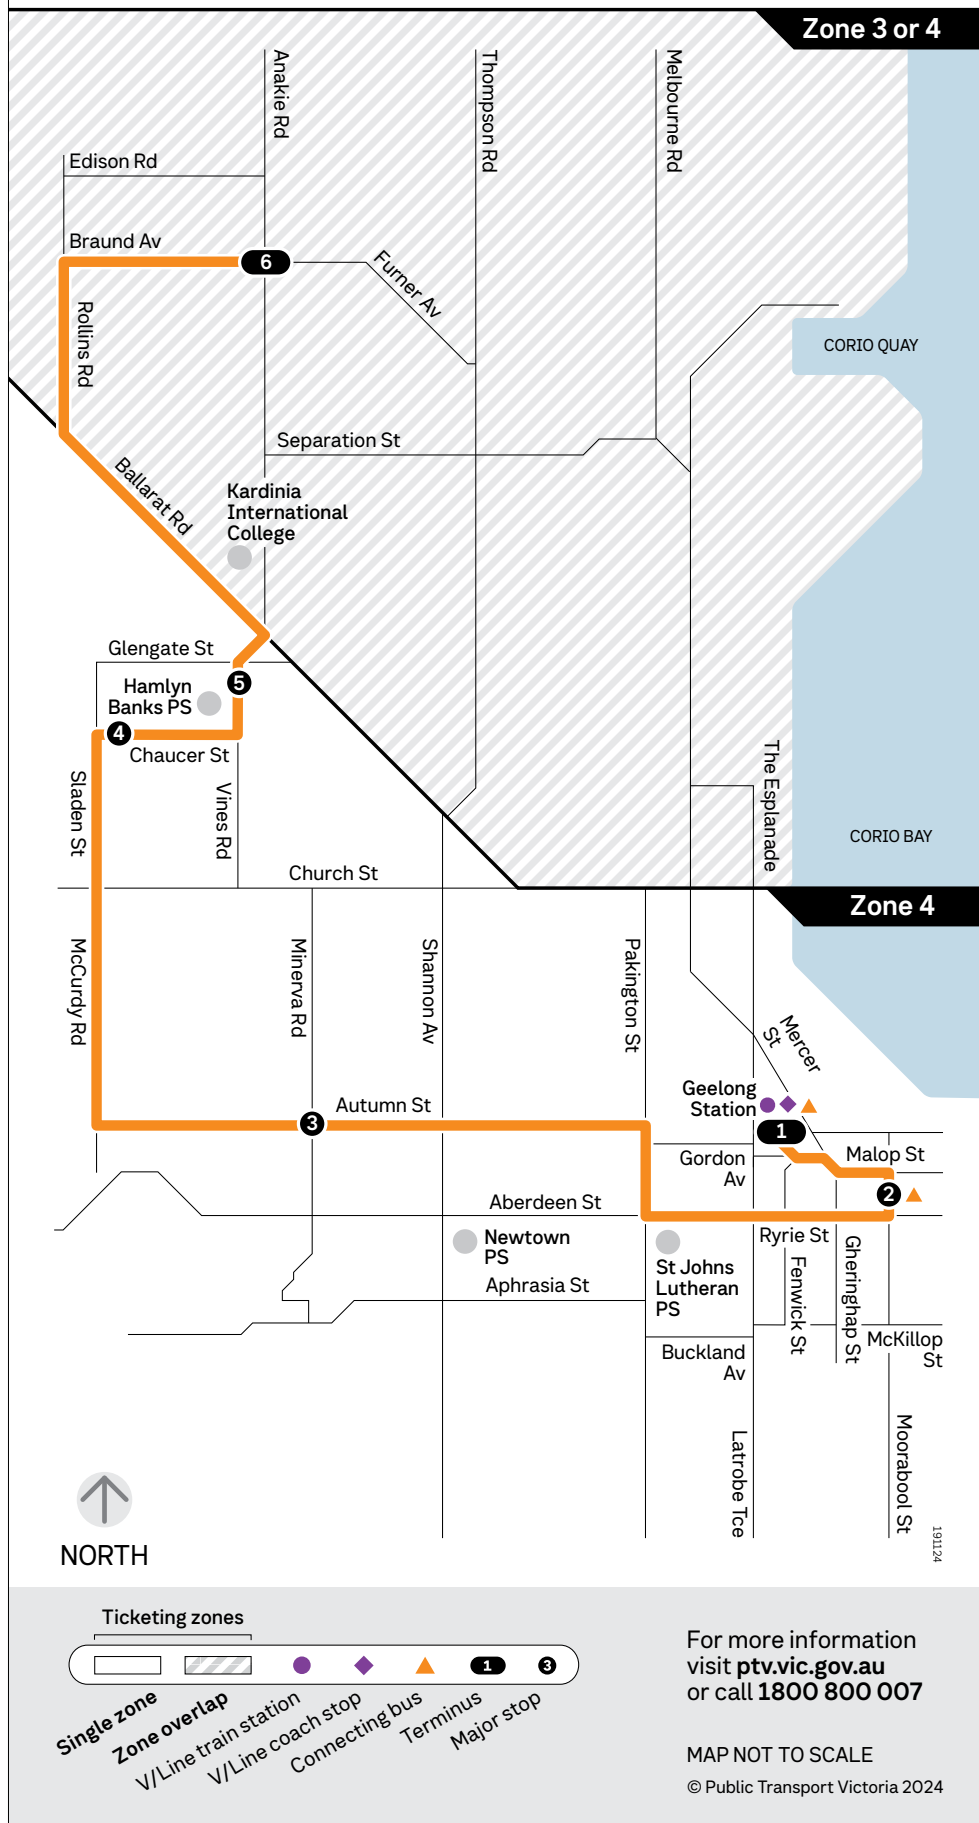 Zone 3 or 4
Anakie Rd
Thompson Rd
Melbourne Rd
Edison Rd
Braund Av
6
Furner Av
Rollins Rd
CORIO QUAY
Separation St
Ballarat Rd
Kardinia
International
College
Glengate St
5
Hamlyn
Banks PS
4
Chaucer St
Sladen St
Vines Rd
The Esplanade
CORIO BAY
Church St
Zone 4
McCurdy Rd
Minerva Rd
Shannon Av
Pakington St
Mercer
St
Geelong
Station
Autumn St
3
1
Malop St
Gordon
Av
2
Aberdeen St
Ryrie St
Newtown
PS
St Johns
Lutheran
PS
Fenwick St
Gheringhap St
Aphrasia St
McKillop
St
Buckland
Av
Latrobe Tce
Moorabool St
NORTH
191124
Ticketing zones
1
3
Single zone
Zone overlap
V/Line train station
V/Line coach stop
Connecting bus
Terminus
Major stop
For more information
visit ptv.vic.gov.au
or call 1800 800 007
MAP NOT TO SCALE
© Public Transport Victoria 2024